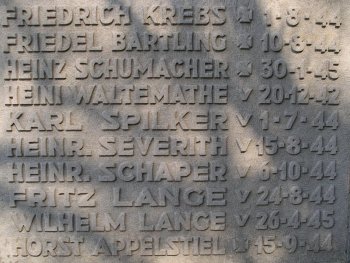 FRIEDRICH KREBS 1·8·44
FRIEDEL BARTLING 10·8·44
HEINZ SCHUMACHER 30·1·45
HEINI WALTEMATHE V 20·12·42
KARL SPILKER V 1·7·44
HEINR. SEVERITH V 15·8·44
HEINR. SCHAPER V 6·10·44
FRITZ LANGE V 24·8·44
WILHELM LANGE V 26·4·45
HORST APPELSTIEL 15·9·44